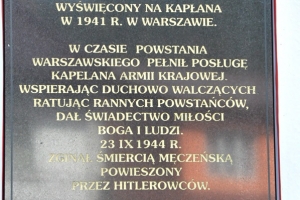 WYŚWIĘCONY NA KAPŁANA
W 1941 R. W WARSZAWIE.
W CZASIE POWSTANIA
WARSZAWSKIEGO PEŁNIŁ POSŁUGĘ
KAPELANA ARMII KRAJOWEJ.
WSPIERAJĄC DUCHOWO WALCZĄCYCH
RATUJĄC RANNYCH POWSTAŃCÓW,
DAŁ ŚWIADECTWO MIŁOŚCI
BOGA I LUDZI.
23 IX 1944 R.
ZGINĄŁ ŚMIERCIĄ MĘCZEŃSKĄ
POWIESZONY
PRZEZ HITLEROWCÓW.